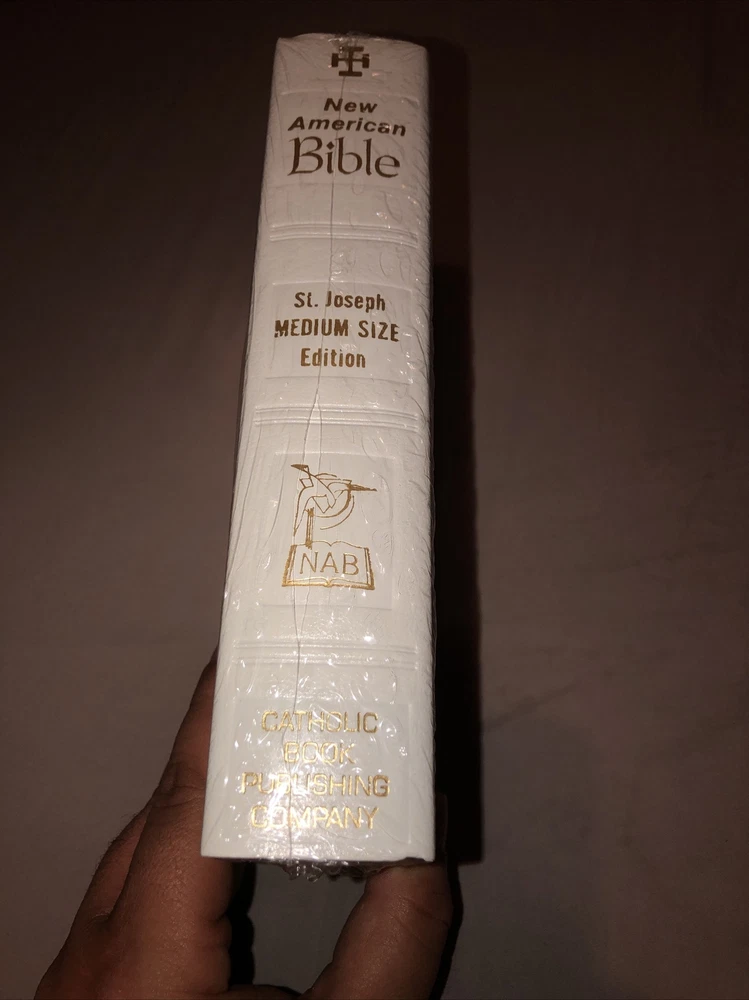 New
American
Bible
St. Joseph
MEDIUM SIZE
Edition
NAB
CATHOLIC
BOOK
PUBLISHING
COMPANY